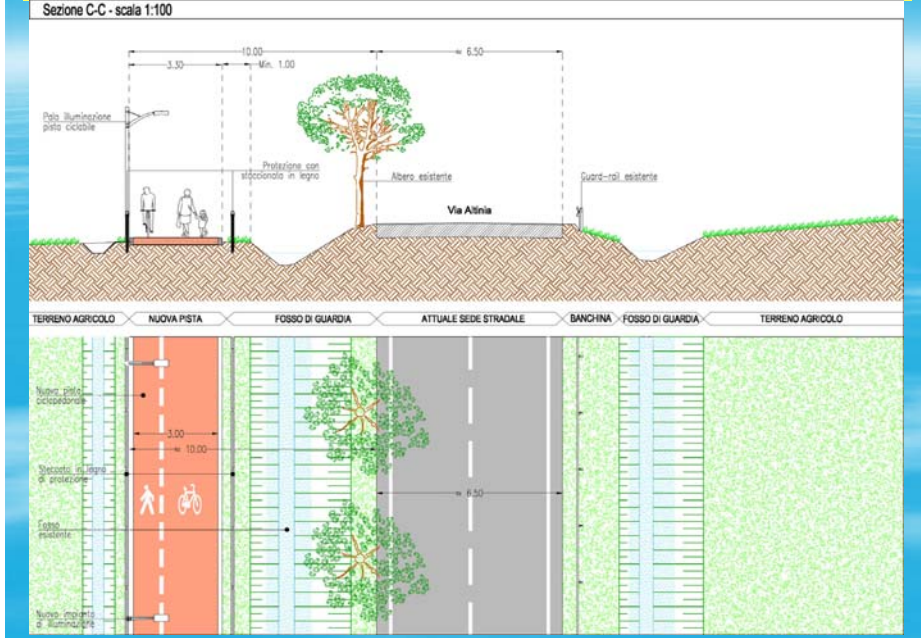 Sezione C-C - scala 1:100
10.00
≈ 6.50
3.30
Min. 1.00
Palo illuminazione
pista ciclabile
Protezione con
staccionata in legno
Albero esistente
Guard-rail esistente
Via Altinia
TERRENO AGRICOLO
NUOVA PISTA
FOSSO DI GUARDIA
ATTUALE SEDE STRADALE
BANCHINA
FOSSO DI GUARDIA
TERRENO AGRICOLO
Nuova pista
ciclopedonale
3.00
≈ 10.00
Steccato in legno
di protezione
≈ 6.50
Fosso
esistente
Nuovo impianto
di illuminazione